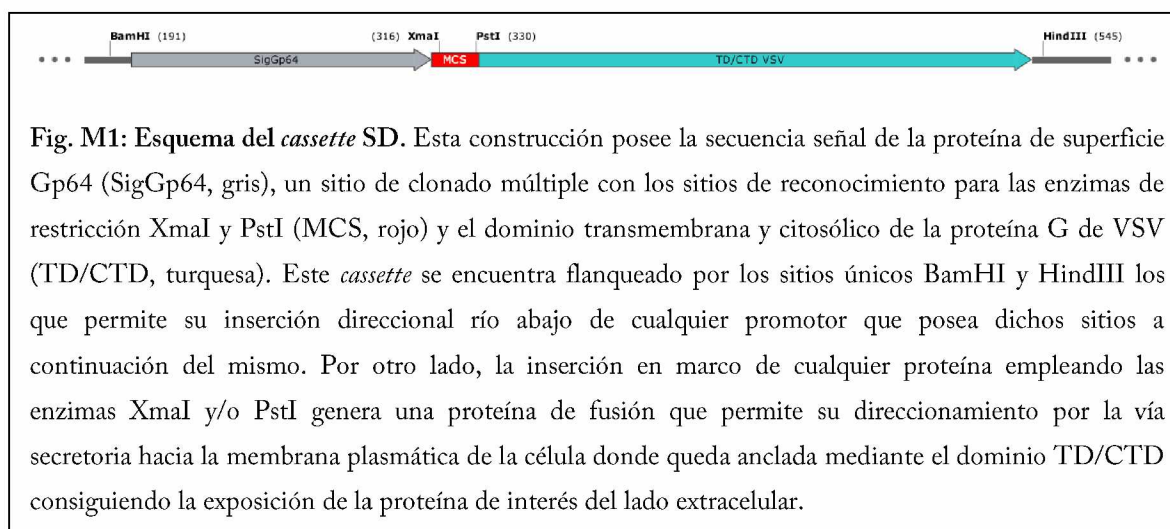 BamHI (191) (316) XmaI PstI (330) HindIII (545)
SigGp64 MCS TD/CTD VSV
Fig. M1: Esquema del cassette SD. Esta construcción posee la secuencia señal de la proteína de superficie
Gp64 (SigGp64, gris), un sitio de clonado múltiple con los sitios de reconocimiento para las enzimas de
restricción XmaI y PstI (MCS, rojo) y el dominio transmembrana y citosólico de la proteína G de VSV
(TD/CTD, turquesa). Este cassette se encuentra flanqueado por los sitios únicos BamHI y HindIII los
que permite su inserción direccional río abajo de cualquier promotor que posea dichos sitios a
continuación del mismo. Por otro lado, la inserción en marco de cualquier proteína empleando las
enzimas XmaI y/o PstI genera una proteína de fusión que permite su direccionamiento por la vía
secretoria hacia la membrana plasmática de la célula donde queda anclada mediante el dominio TD/CTD
consiguiendo la exposición de la proteína de interés del lado extracelular.